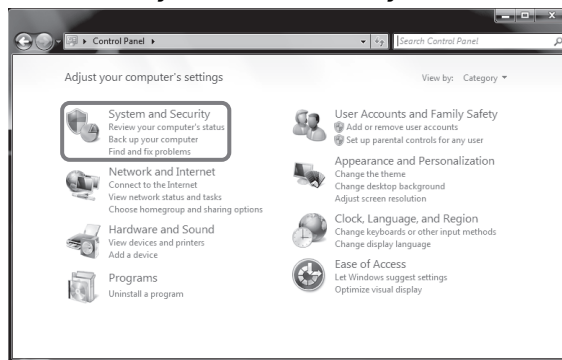 Control Panel
Search Control Panel
Adjust your computer's settings
View by: Category
System and Security
Review your computer's status
Back up your computer
Find and fix problems
Network and Internet
Connect to the Internet
View network status and tasks
Choose homegroup and sharing options
Hardware and Sound
View devices and printers
Add a device
Programs
Uninstall a program
User Accounts and Family Safety
Add or remove user accounts
Set up parental controls for any user
Appearance and Personalization
Change the theme
Change desktop background
Adjust screen resolution
Clock, Language, and Region
Change keyboards or other input methods
Change display language
Ease of Access
Let Windows suggest settings
Optimize visual display